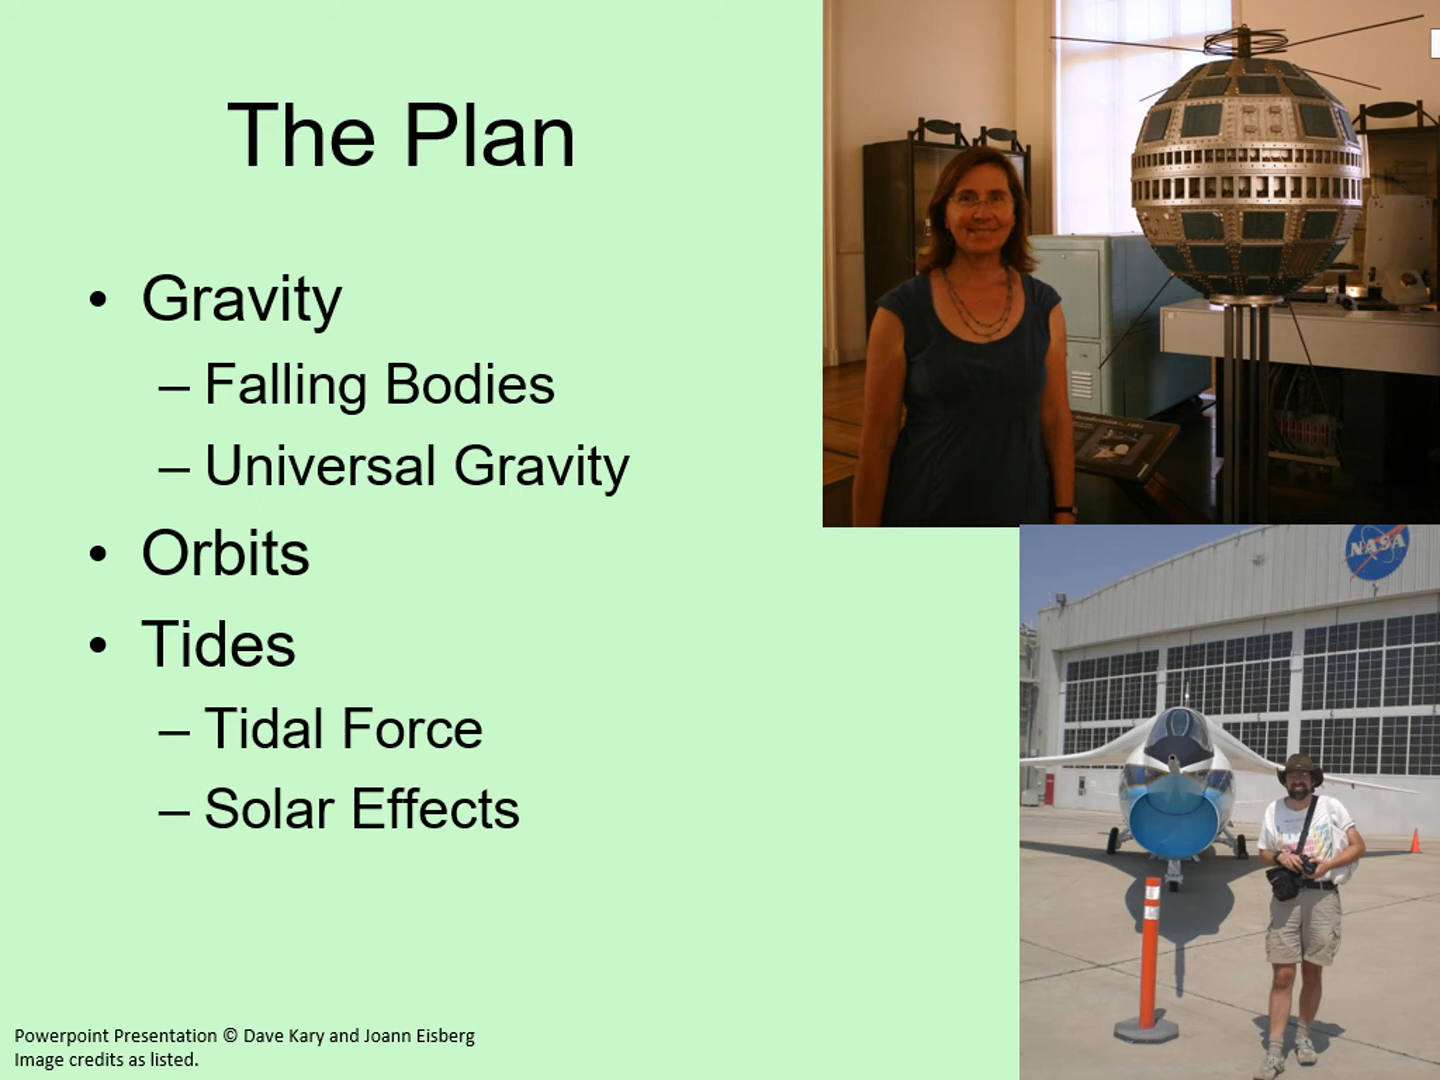 The Plan
• Gravity
– Falling Bodies
– Universal Gravity
• Orbits
• Tides
– Tidal Force
– Solar Effects
NASA
Powerpoint Presentation © Dave Kary and Joann Eisberg
Image credits as listed.